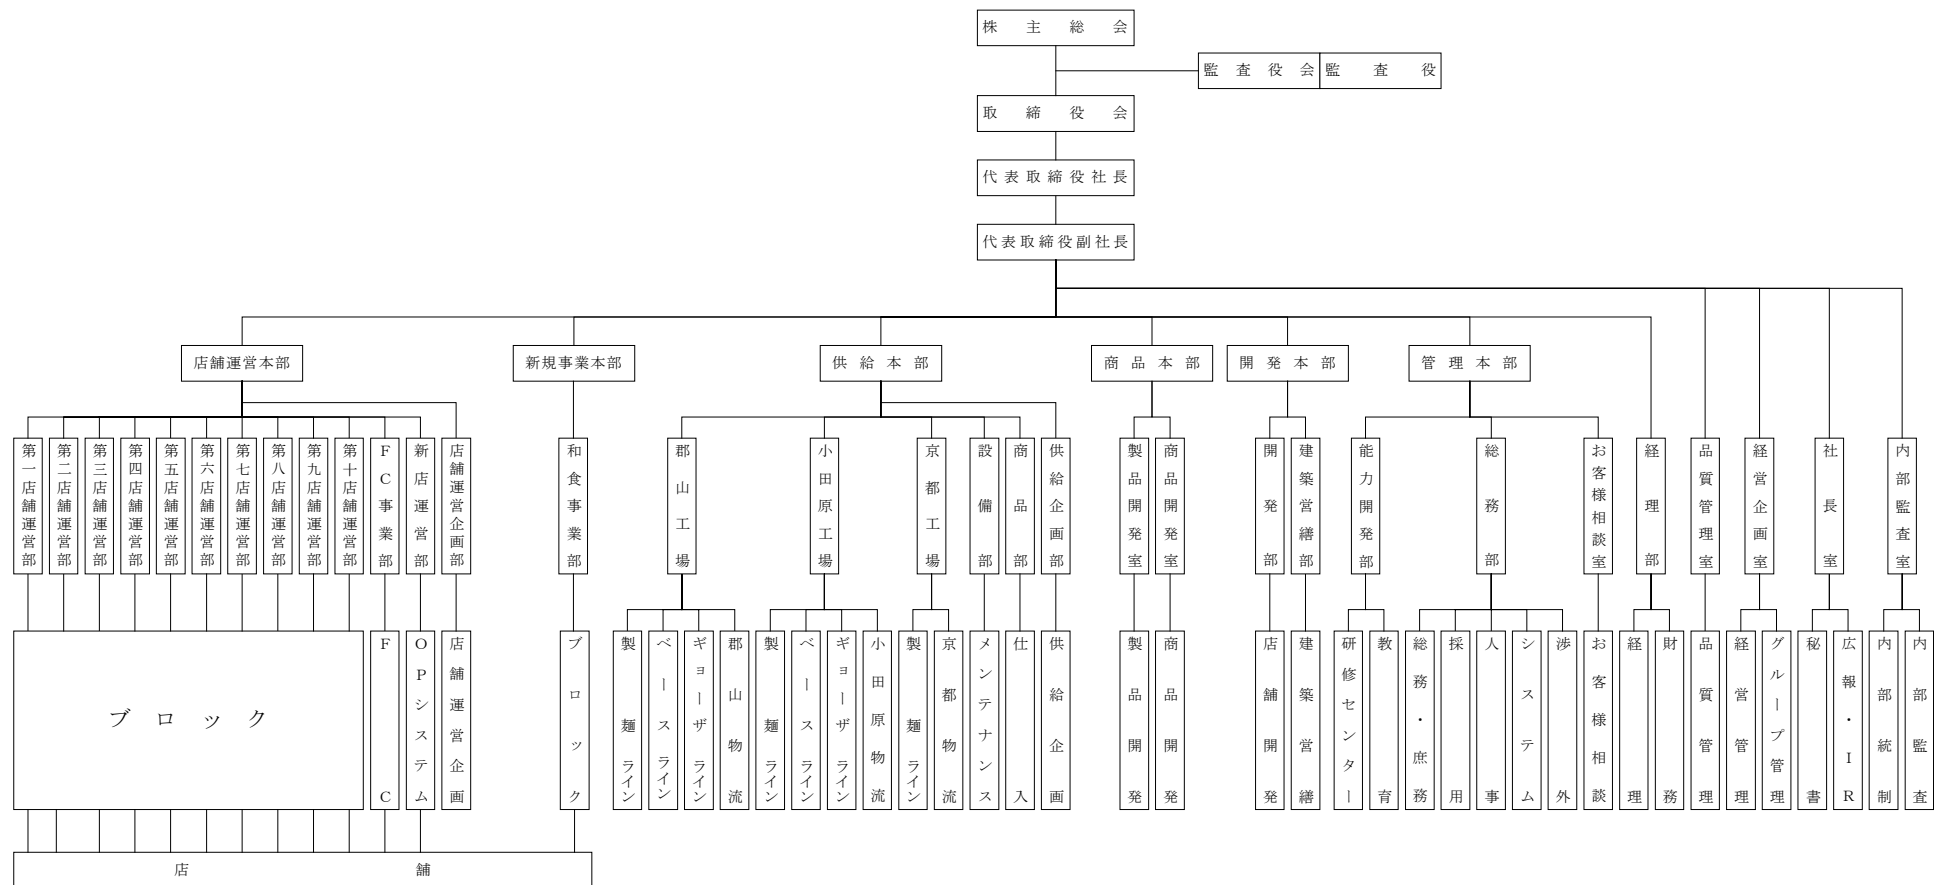 株主総会
監査役会 監査役
取締役会
代表取締役社長
代表取締役副社長
店舗運営本部
新規事業本部
供給本部
商品本部
開発本部
管理本部
第一店舗運営部
第二店舗運営部
第三店舗運営部
第四店舗運営部
第五店舗運営部
第六店舗運営部
第七店舗運営部
第八店舗運営部
第九店舗運営部
第十店舗運営部
FC事業部
新店運営部
店舗運営企画部
和食事業部
郡山工場
小田原工場
京都工場
設備部
商品部
供給企画部
製品開発室
商品開発室
開発部
建築営繕部
能力開発部
総務部
お客様相談室
経理部
品質管理室
経営企画室
社長室
内部監査室
ブロック
FC
OPシステム
店舗運営企画
ブロック
製麺ライン
ベースライン
ギョーザライン
郡山物流
製麺ライン
ベースライン
ギョーザライン
小田原物流
製麺ライン
京都物流
メンテナンス
仕入
供給企画
製品開発
商品開発
店舗開発
建築営繕
研修センター
教育
総務・庶務
採用
人事
システム
渉外
お客様相談
経理
財務
品質管理
経営管理
グループ管理
秘書
広報・IR
内部統制
内部監査
店舗